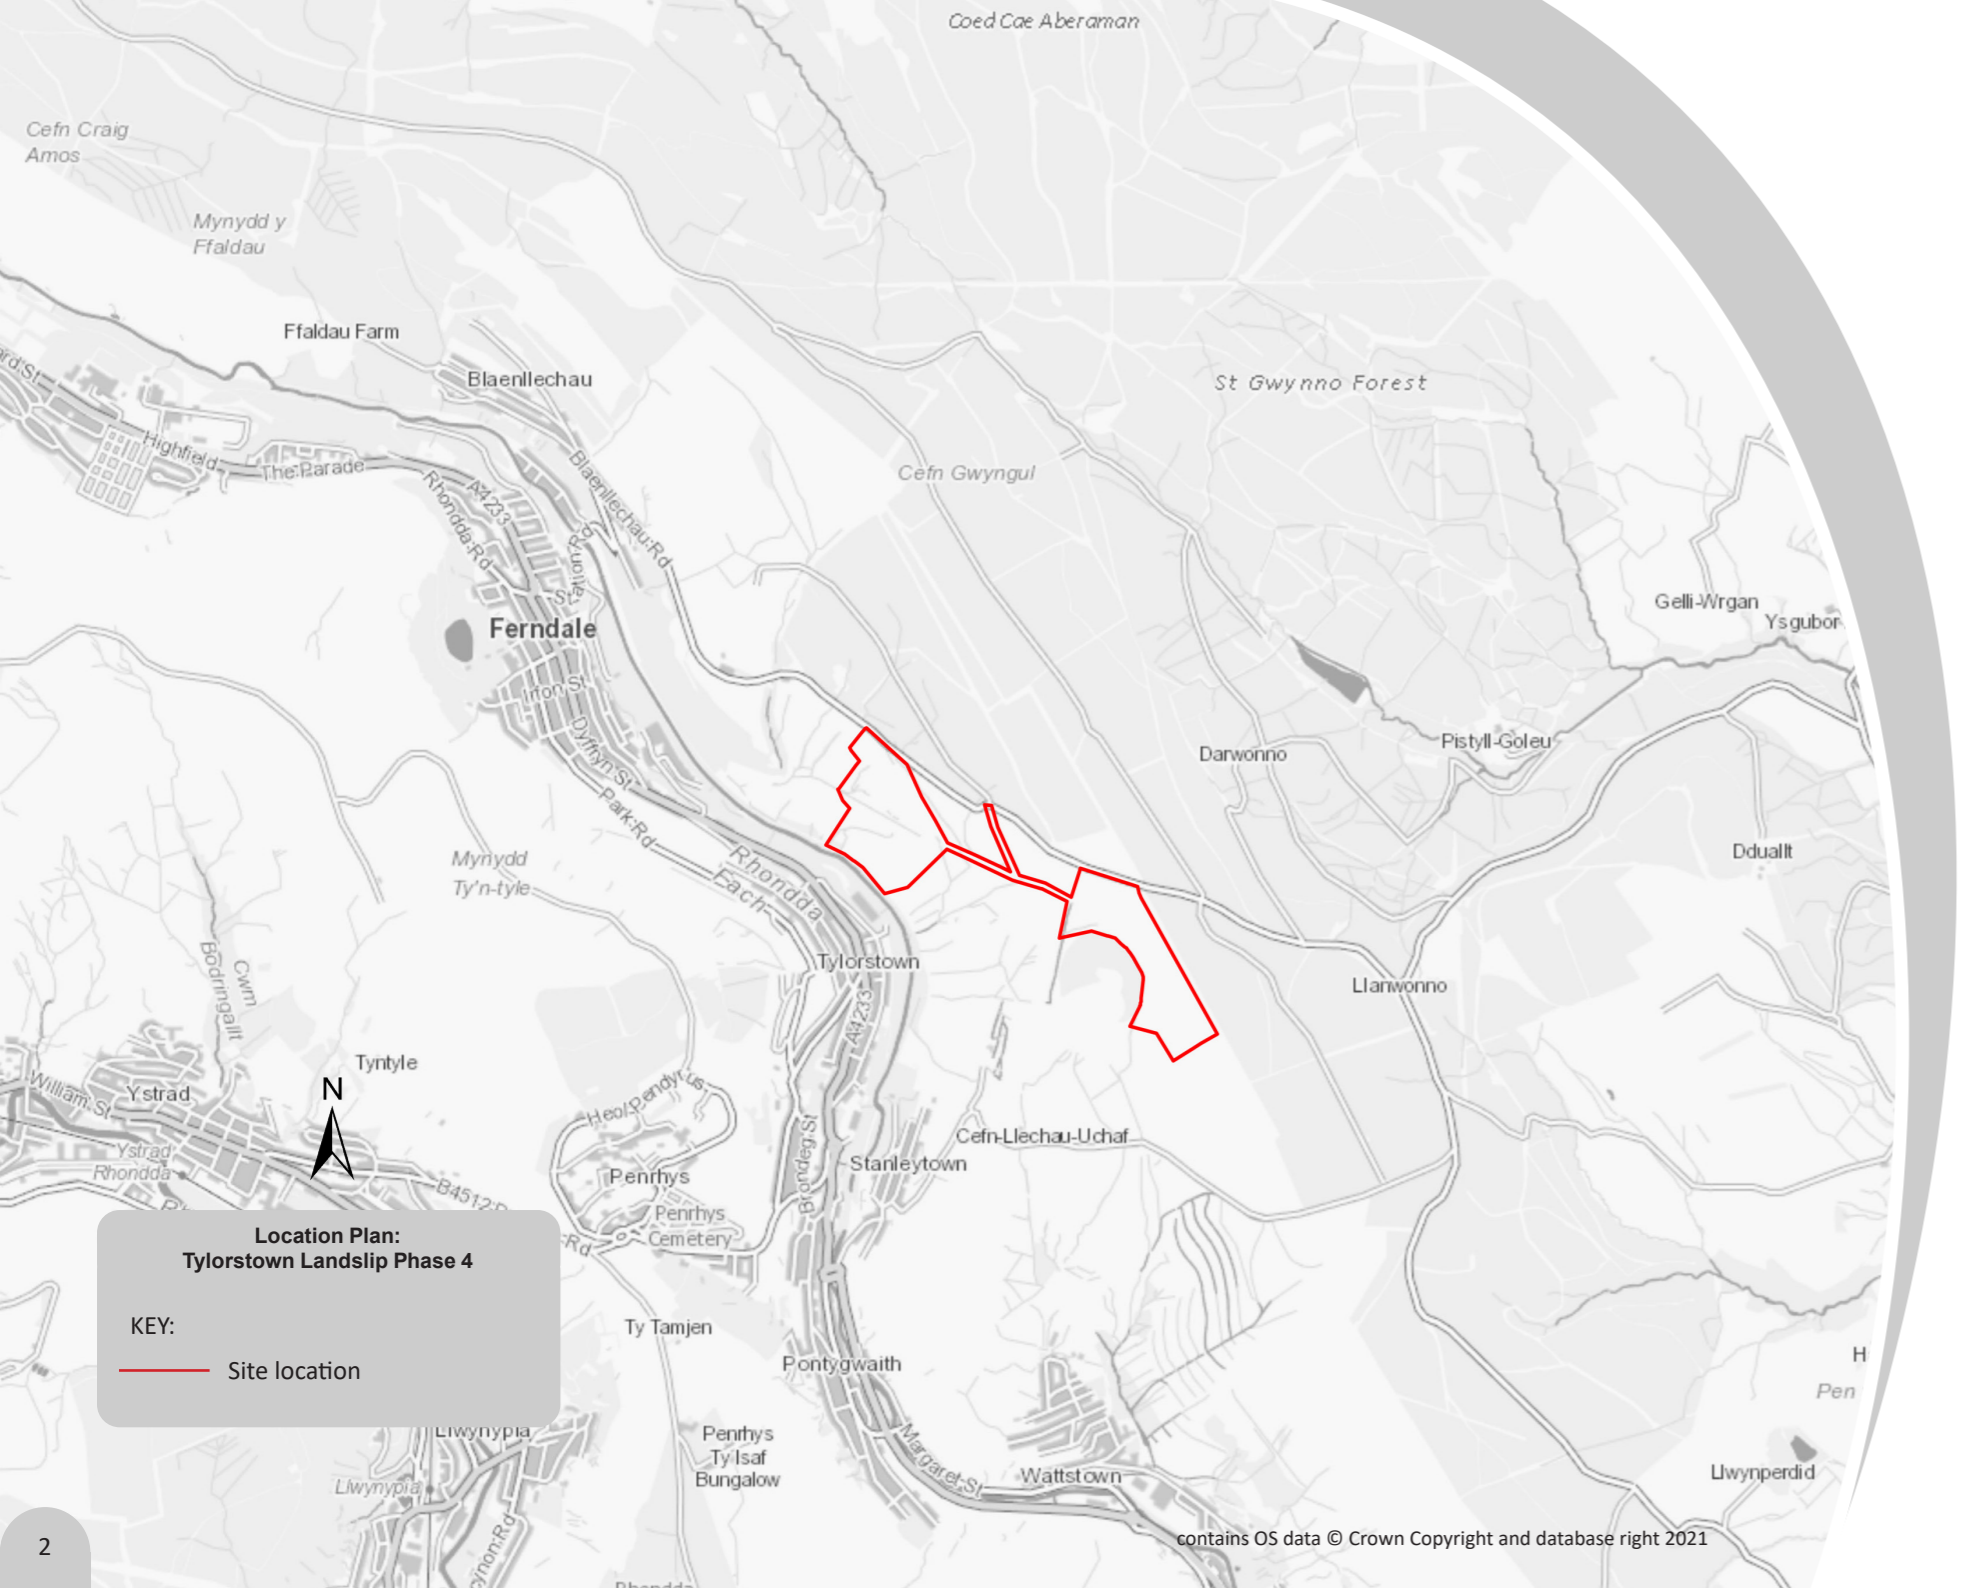 Coed Cae Aberaman
Cefn Craig
Amos
Mynydd y
Ffaldau
Ffaldau Farm
Blaenllechau
St Gwynno Forest
Highfield
The Parade
Rhondda Rd
A4233
Blaenllechau Rd
Cefn Gwyngul
Gelli-Wrgan
Ysgubor
St
Ferndale
Irfon St
Dyffryn St
Park Rd
Darwonno
Pistyll-Goleu
Mynydd
Ty'n-tyle
Rhondda
Fach
Dduallt
Tylorstown
A4233
Llanwonno
Cwm
Bodringallt
Tyntyle
N
William St
Ystrad
Heol Pendyrus
Ystrad
Rhondda
Cefn-Llechau-Uchaf
Stanleytown
Brondeg St
Penrhys
B4512
Penrhys
Cemetery
Rd
Location Plan:
Tylorstown Landslip Phase 4
KEY:
Site location
Ty Tamjen
Pontygwaith
H
Pen
Llwynypia
Llwynypia
Penrhys
Ty Isaf
Bungalow
Margaret St
Wattstown
Llwynperdid
2
contains OS data © Crown Copyright and database right 2021